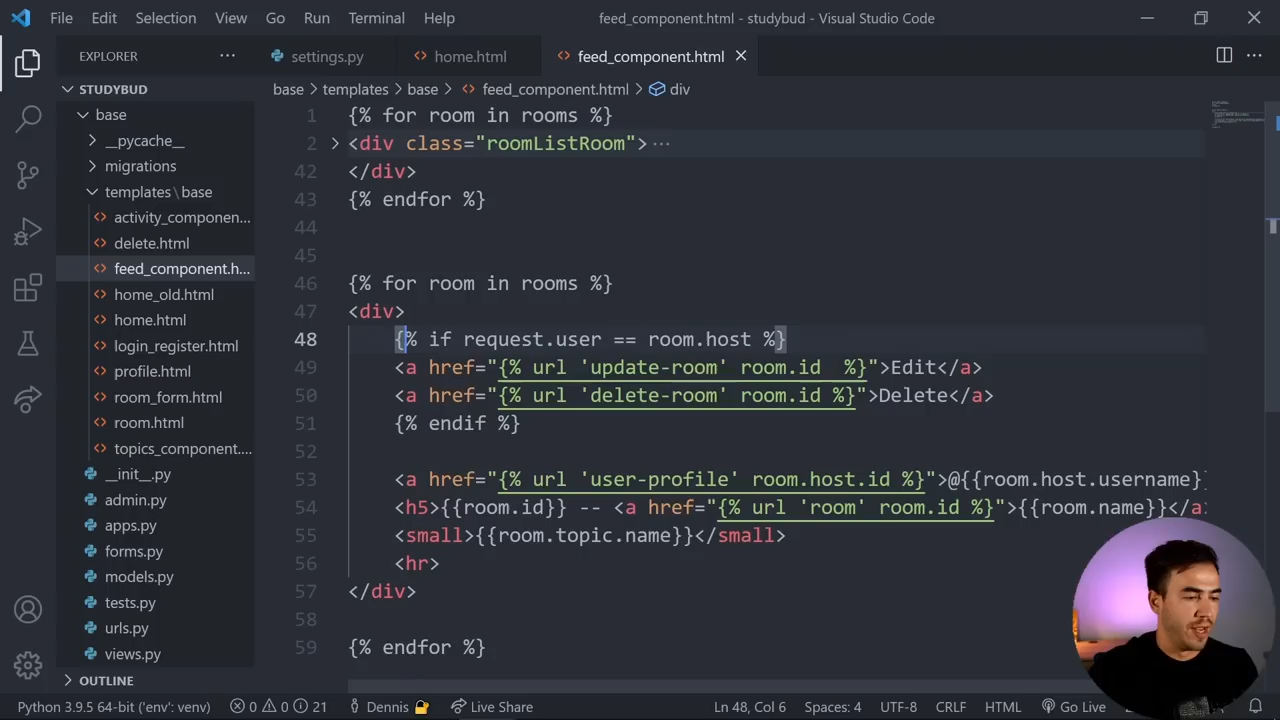 File Edit Selection View Go Run Terminal Help
feed_component.html - studybud - Visual Studio Code
EXPLORER
settings.py
home.html
feed_component.html
STUDYBUD
base > templates > base > feed_component.html > div
base
__pycache__
migrations
templates \ base
activity_componen...
delete.html
feed_component.h...
home_old.html
home.html
login_register.html
profile.html
room_form.html
room.html
topics_component....
__init__.py
admin.py
apps.py
forms.py
models.py
tests.py
urls.py
views.py
OUTLINE
1 {% for room in rooms %}
2 <div class="roomListRoom"> ···
42 </div>
43 {% endfor %}
44
45
46 {% for room in rooms %}
47 <div>
48 {% if request.user == room.host %}
49 <a href="{% url 'update-room' room.id  %}">Edit</a>
50 <a href="{% url 'delete-room' room.id %}">Delete</a>
51 {% endif %}
52
53 <a href="{% url 'user-profile' room.host.id %}">@{{room.host.username}
54 <h5>{{room.id}} -- <a href="{% url 'room' room.id %}">{{room.name}}</a>
55 <small>{{room.topic.name}}</small>
56 <hr>
57 </div>
58
59 {% endfor %}
Python 3.9.5 64-bit ('env': venv) 0 0 21 Dennis Live Share Ln 48, Col 6 Spaces: 4 UTF-8 CRLF HTML Go Live